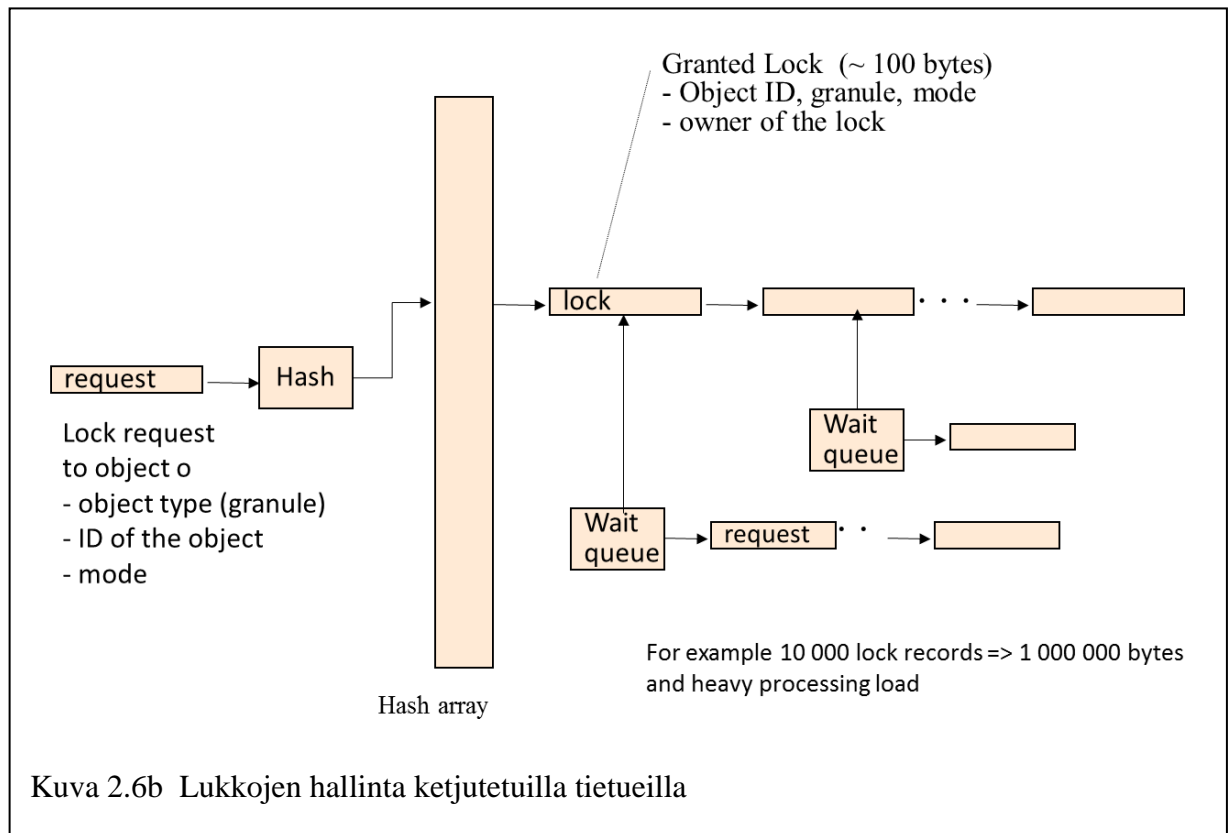 Granted Lock (~ 100 bytes)
- Object ID, granule, mode
- owner of the lock
lock
. . .
request
Hash
Lock request
to object o
- object type (granule)
- ID of the object
- mode
Wait
queue
Wait
queue
request
. .
For example 10 000 lock records => 1 000 000 bytes
and heavy processing load
Hash array
Kuva 2.6b Lukkojen hallinta ketjutetuilla tietueilla